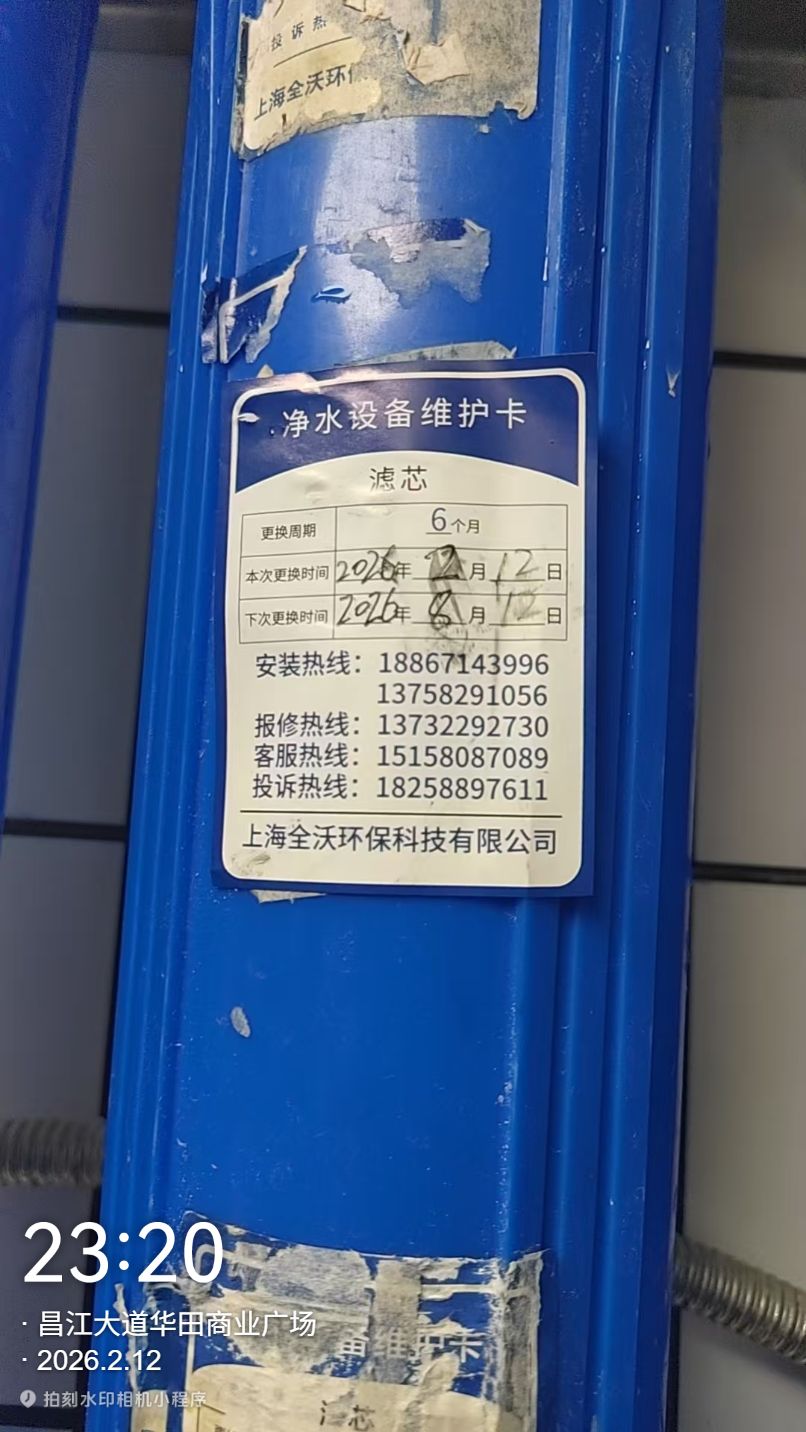 投诉热
上海全沃环
净水设备维护卡
滤芯
更换周期 6个月
本次更换时间 2026年 2月 12日
下次更换时间 2026年 8月 12日
安装热线：18867143996
13758291056
报修热线：13732292730
客服热线：15158087089
投诉热线：18258897611
上海全沃环保科技有限公司
备维护卡
芯
23:20
· 昌江大道华田商业广场
· 2026.2.12
拍刻水印相机小程序